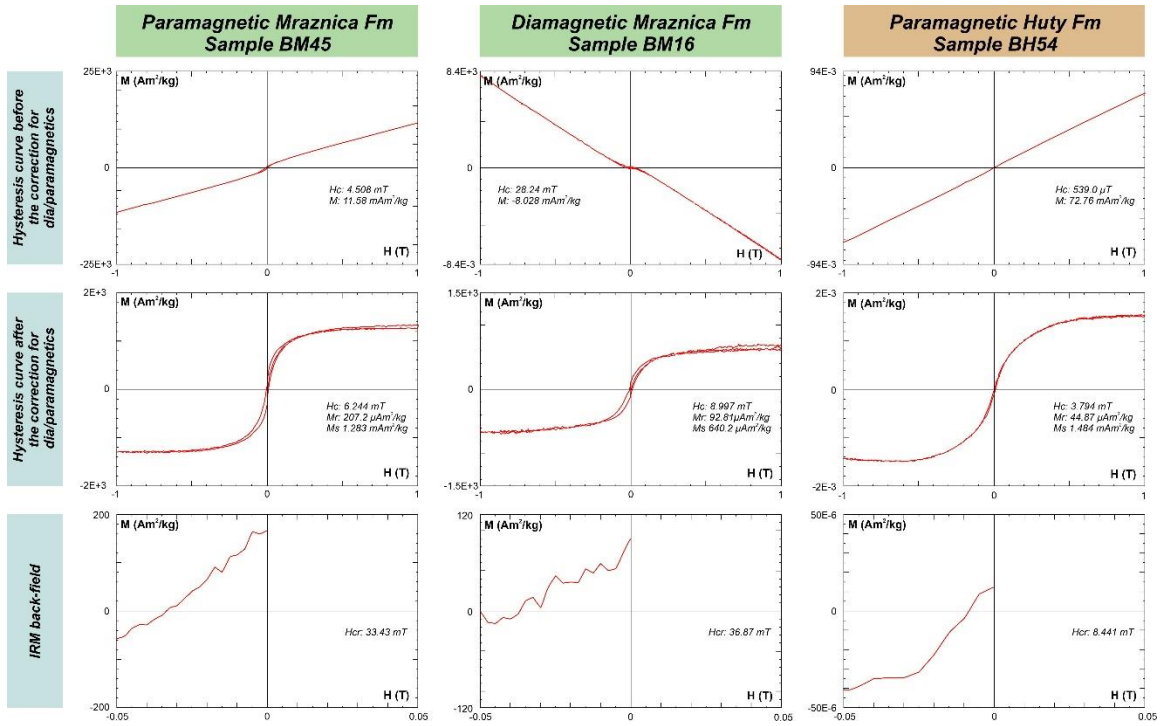 Paramagnetic Mraznica Fm
Sample BM45
Diamagnetic Mraznica Fm
Sample BM16
Paramagnetic Huty Fm
Sample BH54
Hysteresis curve before
the correction for
dia/paramagnetics
25E+3
M (Am²/kg)
0
Hc: 4.508 mT
M: 11.58 mAm²/kg
H (T)
-25E+3
-1
0
1
8.4E+3
M (Am²/kg)
0
Hc: 28.24 mT
M: -8.028 mAm²/kg
H (T)
-8.4E+3
-1
0
1
94E-3
M (Am²/kg)
0
Hc: 539.0 µT
M: 72.76 mAm²/kg
H (T)
-94E-3
-1
0
1
Hysteresis curve after
the correction for
dia/paramagnetics
2E+3
M (Am²/kg)
0
Hc: 6.244 mT
Mr: 207.2 µAm²/kg
Ms 1.283 mAm²/kg
H (T)
-2E+3
-1
0
1
1.5E+3
M (Am²/kg)
0
Hc: 8.997 mT
Mr: 92.81µAm²/kg
Ms 640.2 µAm²/kg
H (T)
-1.5E+3
-1
0
1
2E-3
M (Am²/kg)
0
Hc: 3.794 mT
Mr: 44.87 µAm²/kg
Ms 1.484 mAm²/kg
H (T)
-2E-3
-1
0
1
IRM back-field
200
M (Am²/kg)
0
Hcr: 33.43 mT
H (T)
-200
-0.05
0
0.05
120
M (Am²/kg)
0
Hcr: 36.87 mT
H (T)
-120
-0.05
0
0.05
50E-6
M (Am²/kg)
0
Hcr: 8.441 mT
H (T)
-50E-6
-0.05
0
0.05